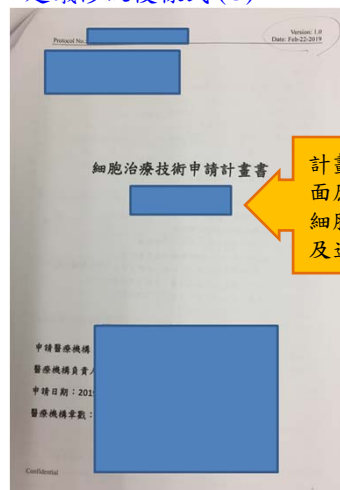 Protocol No.
Version: 1.0
Date: Feb-22-2019
細胞治療技術申請計畫書
計畫
細胞
及
申請醫療機構
醫療機構負責人
申請日期：201
醫療機構章戳：
Confidential